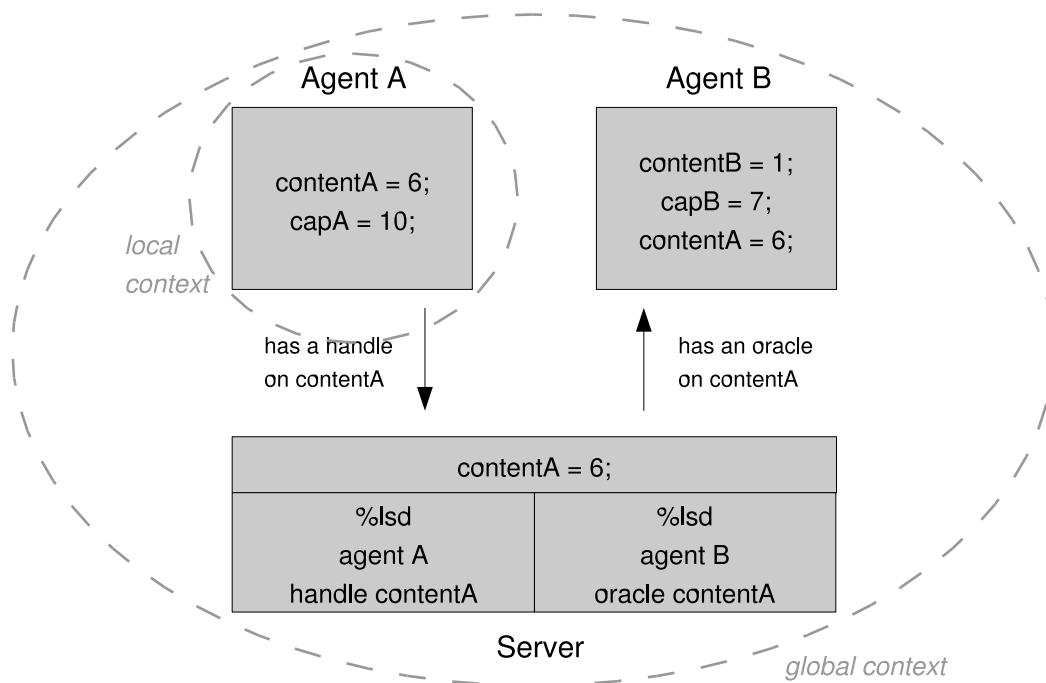 Agent A
Agent B
contentA = 6;
capA = 10;
contentB = 1;
capB = 7;
contentA = 6;
local
context
has a handle
on contentA
has an oracle
on contentA
contentA = 6;
%lsd
agent A
handle contentA
%lsd
agent B
oracle contentA
Server
global context